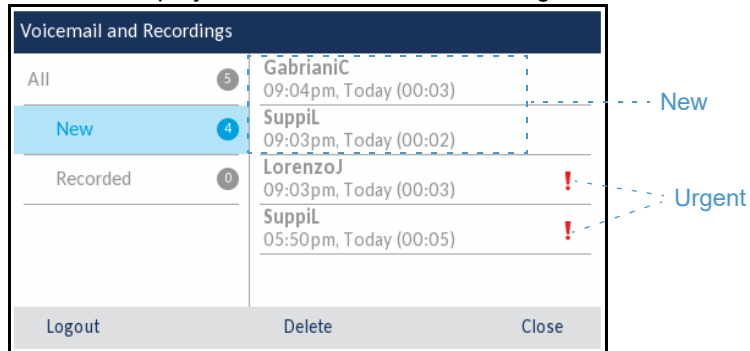 Voicemail and Recordings
All 5
New 4
Recorded 0
GabrianiC
09:04pm, Today (00:03)
SuppiL
09:03pm, Today (00:02)
LorenzoJ
09:03pm, Today (00:03)
!
SuppiL
05:50pm, Today (00:05)
!
New
Urgent
Logout Delete Close